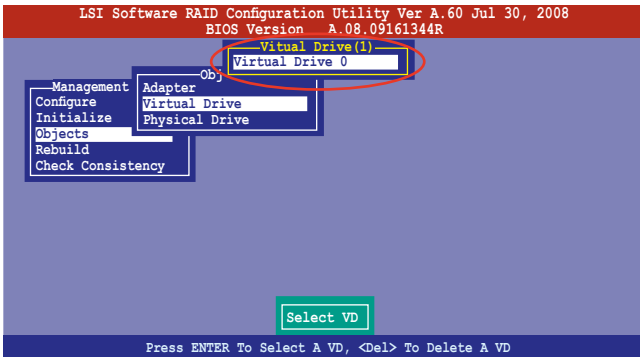 LSI Software RAID Configuration Utility Ver A.60 Jul 30, 2008
BIOS Version A.08.09161344R
Vitual Drive(1)
Virtual Drive 0
Obj
Adapter
Virtual Drive
Physical Drive
Management
Configure
Initialize
Objects
Rebuild
Check Consistency
Select VD
Press ENTER To Select A VD, <Del> To Delete A VD